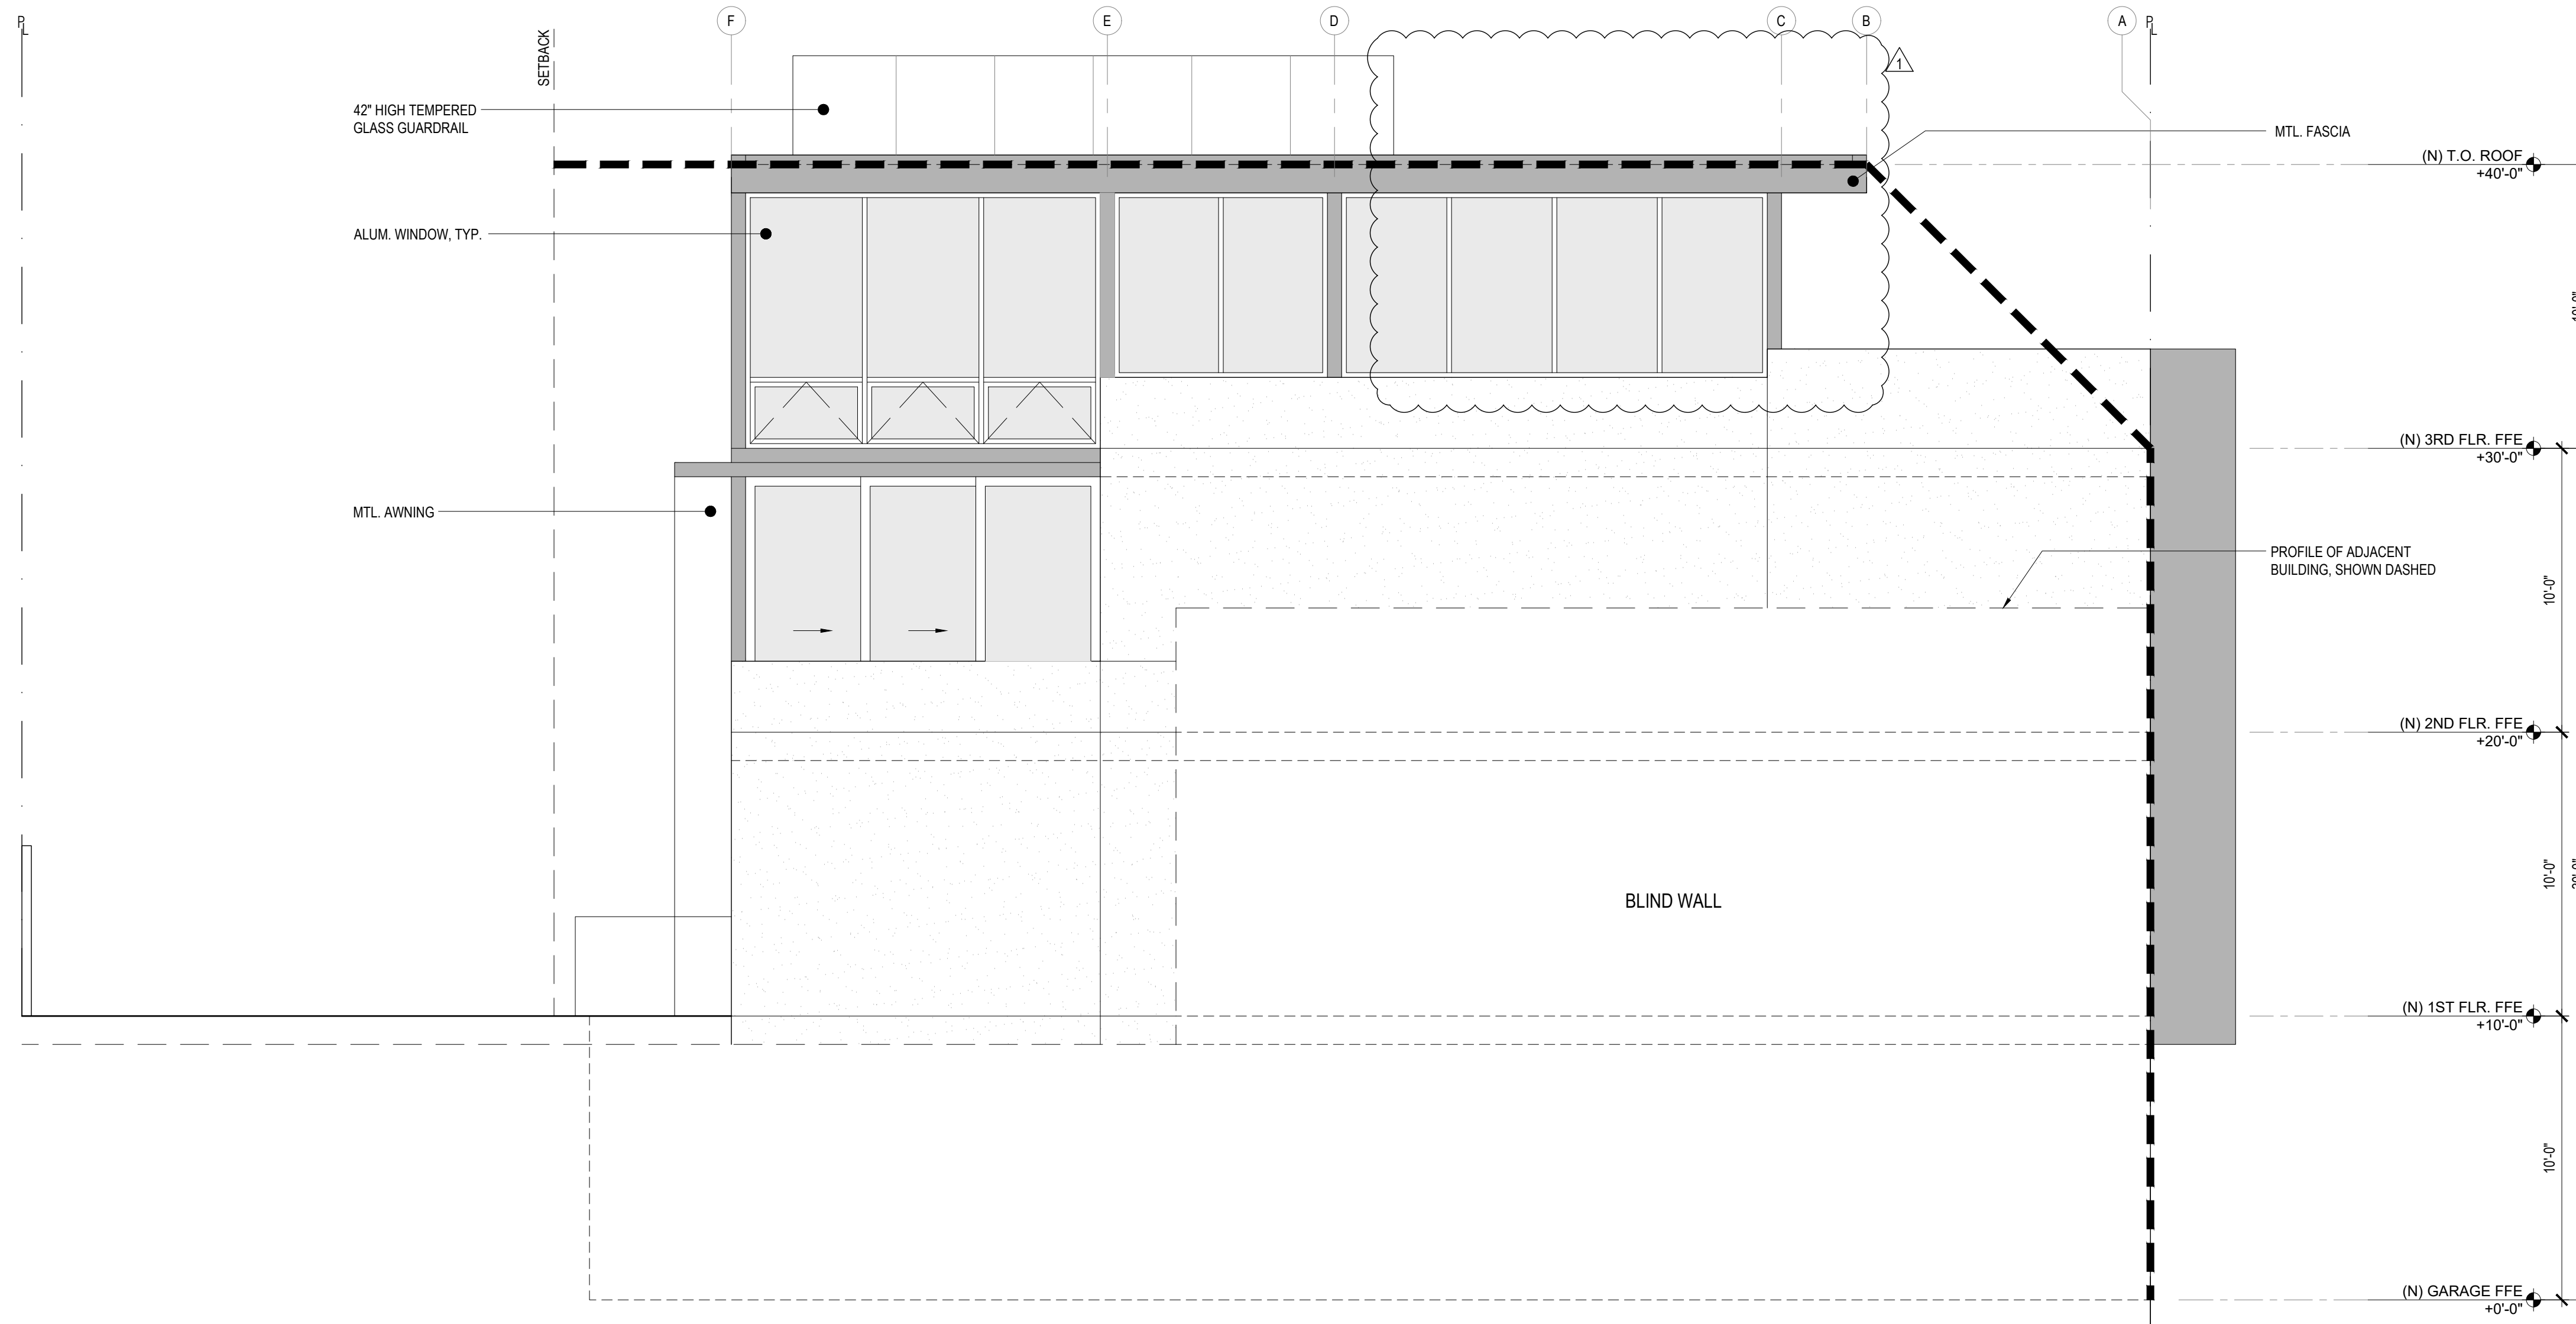 PL
SETBACK
F
E
D
C
B
A
PL
1
42" HIGH TEMPERED
GLASS GUARDRAIL
MTL. FASCIA
(N) T.O. ROOF
+40'-0"
ALUM. WINDOW, TYP.
(N) 3RD FLR. FFE
+30'-0"
MTL. AWNING
PROFILE OF ADJACENT
BUILDING, SHOWN DASHED
10'-0"
(N) 2ND FLR. FFE
+20'-0"
BLIND WALL
10'-0"
(N) 1ST FLR. FFE
+10'-0"
10'-0"
(N) GARAGE FFE
+0'-0"